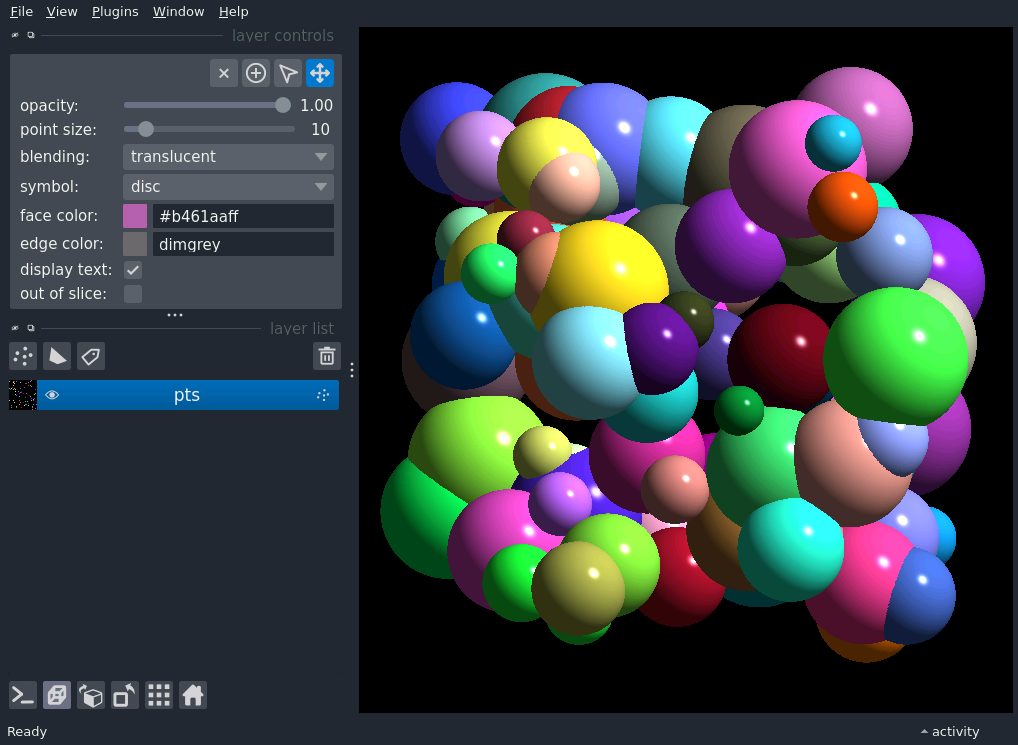 File View Plugins Window Help
layer controls
opacity: 1.00
point size: 10
blending: translucent
symbol: disc
face color: #b461aaff
edge color: dimgrey
display text:
out of slice:
layer list
pts
Ready activity